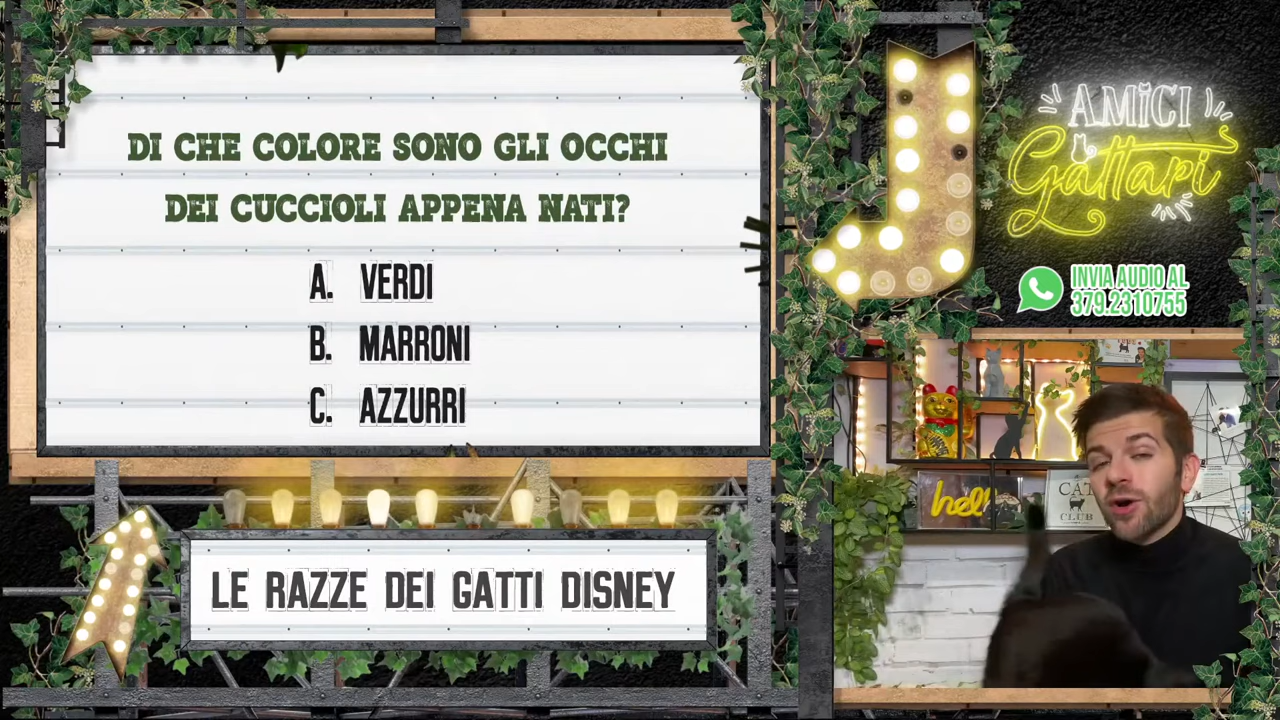 DI CHE COLORE SONO GLI OCCHI
DEI CUCCIOLI APPENA NATI?
A. VERDI
B. MARRONI
C. AZZURRI
LE RAZZE DEI GATTI DISNEY
AMiCI
Gattari
INVIA AUDIO AL
379.2310755
hell
CAT
CLUB